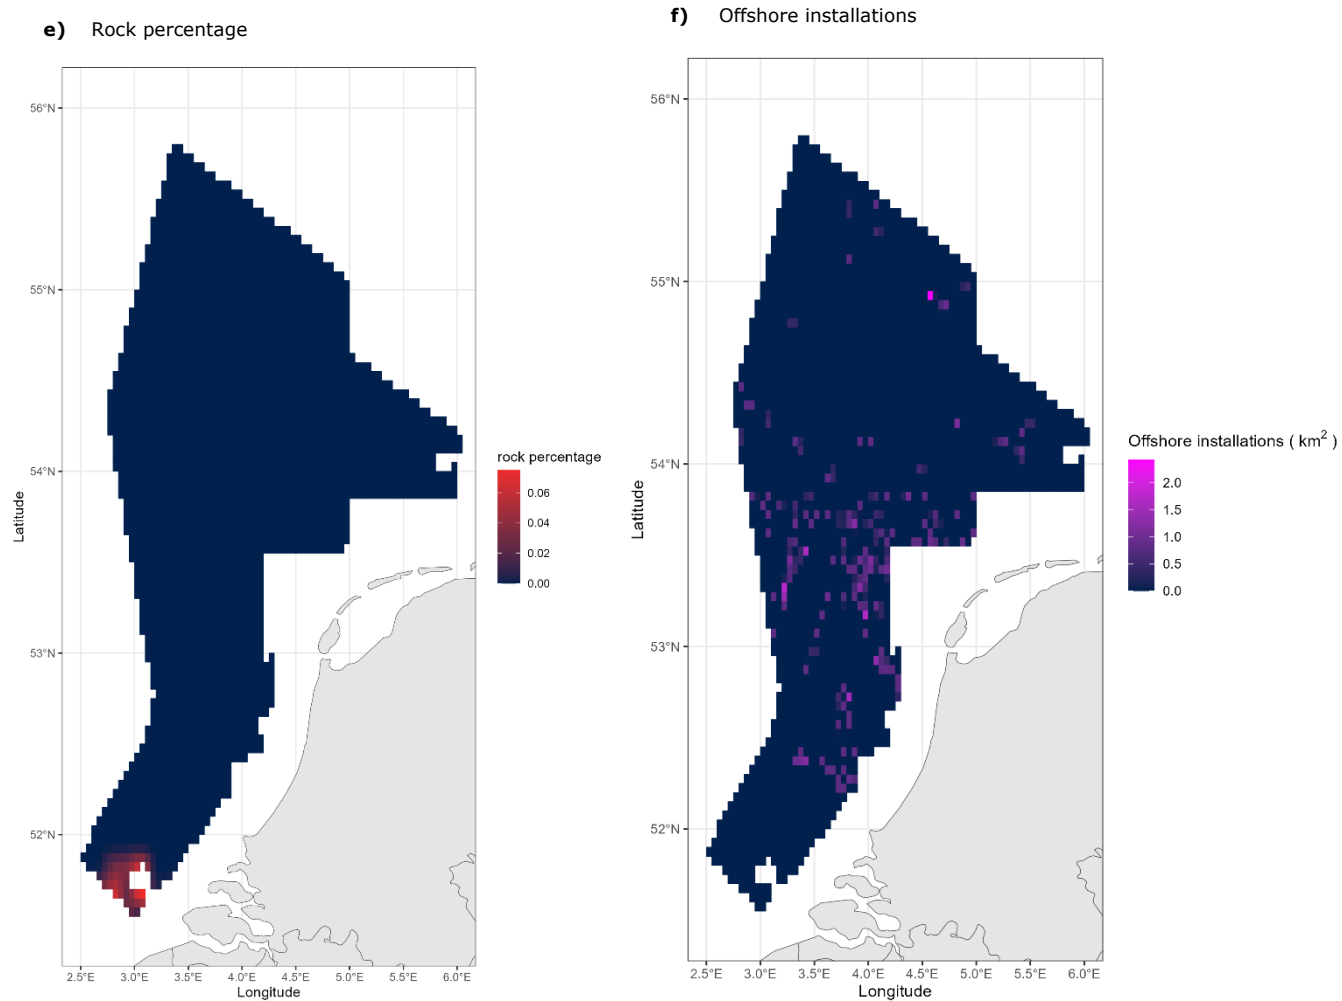 e) Rock percentage
56°N
55°N
54°N
53°N
52°N
Latitude
2.5°E 3.0°E 3.5°E 4.0°E 4.5°E 5.0°E 5.5°E 6.0°E
Longitude
rock percentage
0.06
0.04
0.02
0.00
f) Offshore installations
56°N
55°N
54°N
53°N
52°N
Latitude
2.5°E 3.0°E 3.5°E 4.0°E 4.5°E 5.0°E 5.5°E 6.0°E
Longitude
Offshore installations ( km² )
2.0
1.5
1.0
0.5
0.0